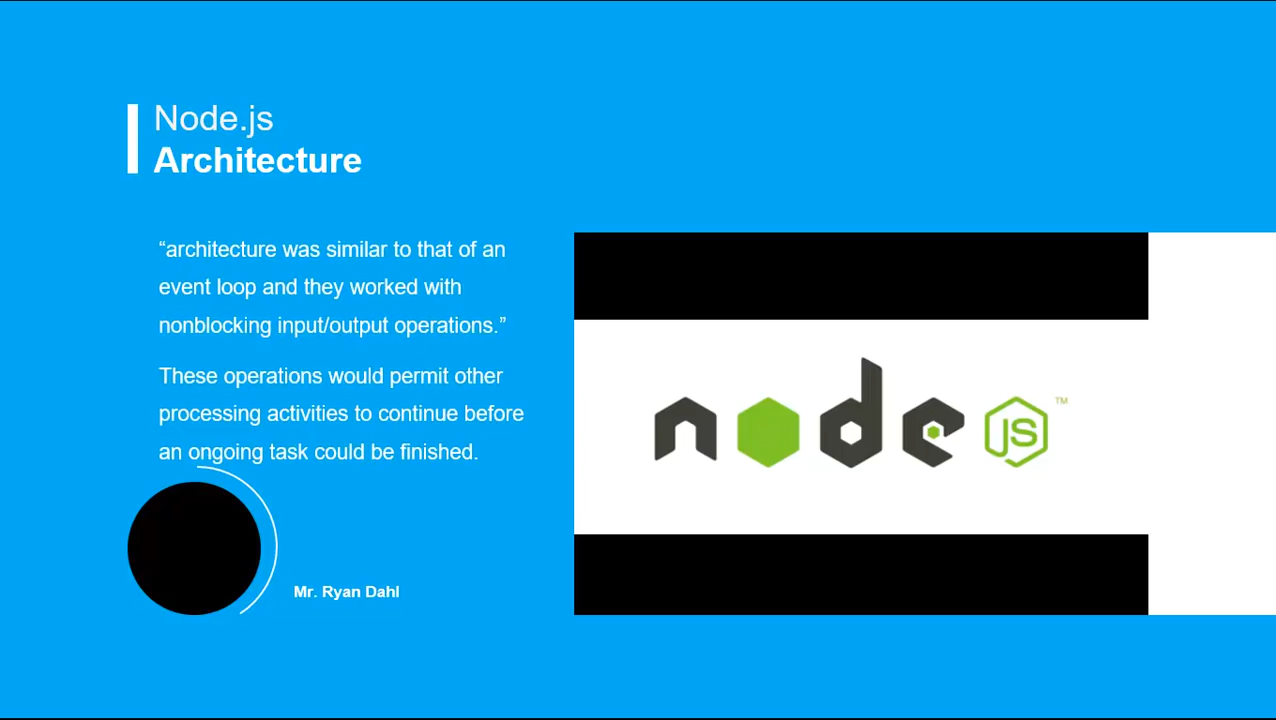 Node.js
Architecture
“architecture was similar to that of an
event loop and they worked with
nonblocking input/output operations.”
These operations would permit other
processing activities to continue before
an ongoing task could be finished.
Mr. Ryan Dahl
node JS ™